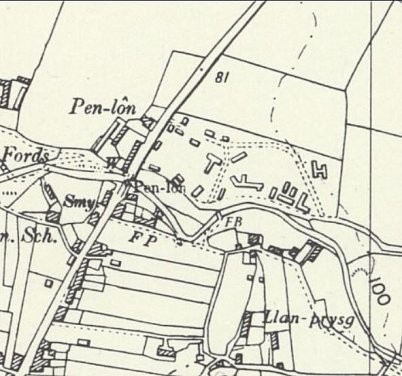 81
Pen-lôn
Fords
W
Pen-lôn
Smy
FB
n. Sch.
F P
100
Llan-prysg